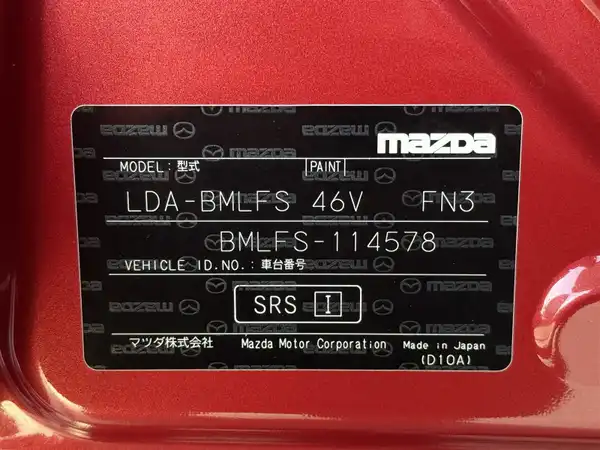 mazda
MODEL : 型式 PAINT
LDA-BMLFS 46V FN3
BMLFS-114578
VEHICLE ID.NO. : 車台番号
SRS I
マツダ株式会社 Mazda Motor Corporation Made in Japan
(D10A)